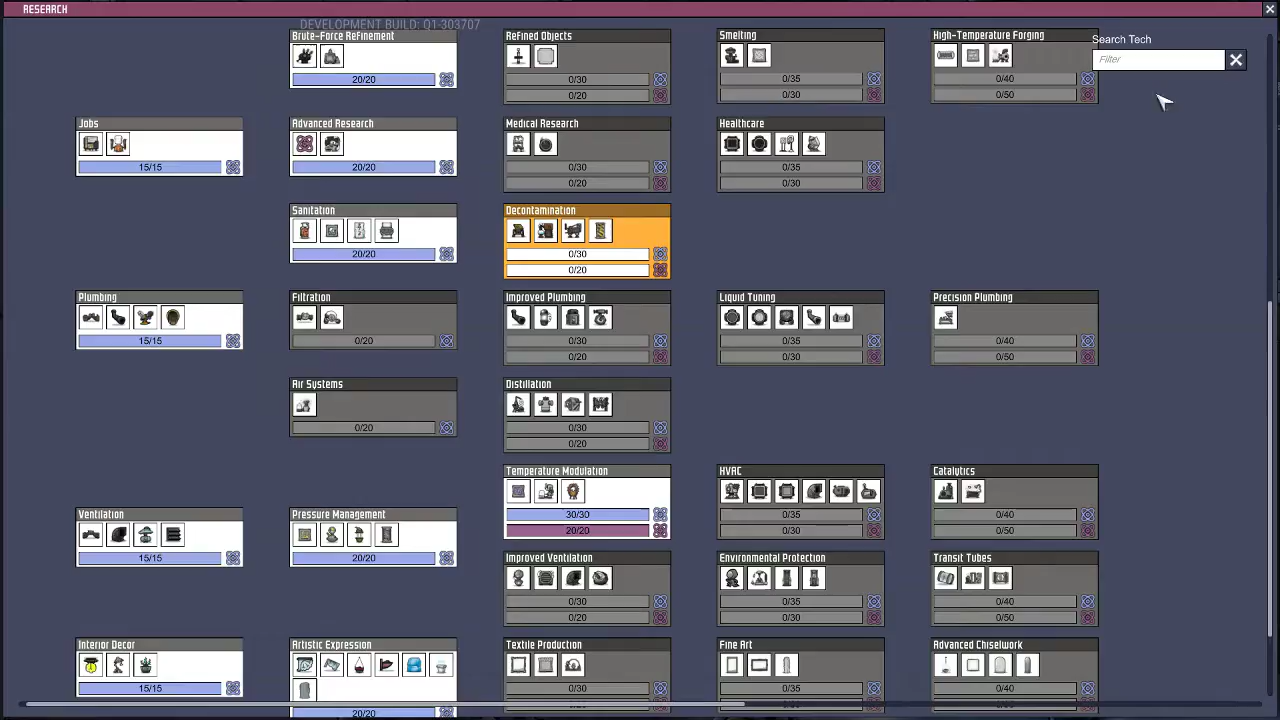 RESEARCH
DEVELOPMENT BUILD: Q1-303707
Brute-Force Refinement
20/20
Refined Objects
0/30
0/20
Smelting
0/35
0/30
High-Temperature Forging
0/40
0/50
Search Tech
Filter
Jobs
15/15
Advanced Research
20/20
Medical Research
0/30
0/20
Healthcare
0/35
0/30
Sanitation
20/20
Decontamination
0/30
0/20
Plumbing
15/15
Filtration
0/20
Improved Plumbing
0/30
0/20
Liquid Tuning
0/35
0/30
Precision Plumbing
0/40
0/50
Air Systems
0/20
Distillation
0/30
0/20
Temperature Modulation
30/30
20/20
HVAC
0/35
0/30
Catalytics
0/40
0/50
Ventilation
15/15
Pressure Management
20/20
Improved Ventilation
0/30
0/20
Environmental Protection
0/35
0/30
Transit Tubes
0/40
0/50
Interior Decor
15/15
Artistic Expression
20/20
Textile Production
0/30
Fine Art
0/35
Advanced Chiselwork
0/40